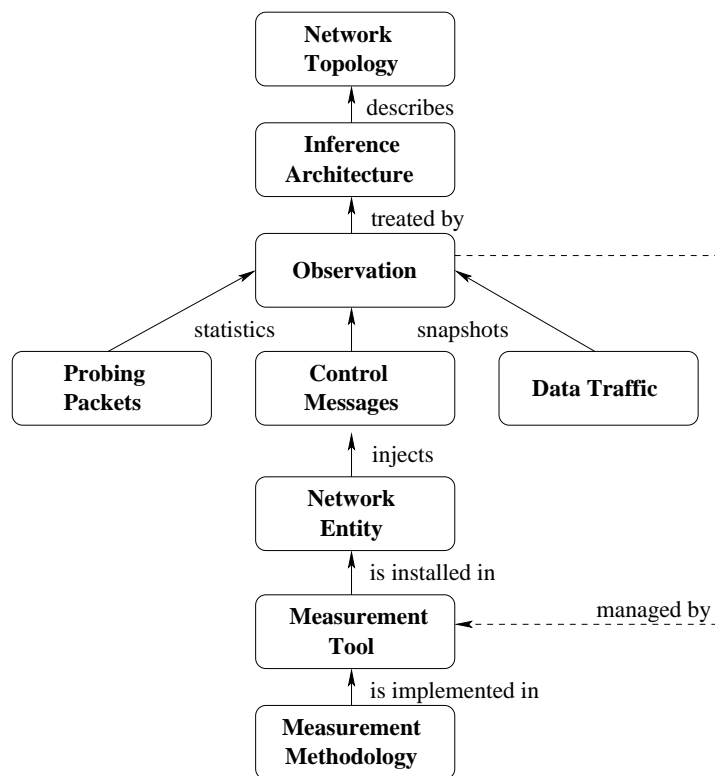 Network
Topology
describes
Inference
Architecture
treated by
Observation
statistics
snapshots
Probing
Packets
Control
Messages
Data Traffic
injects
Network
Entity
is installed in
Measurement
Tool
managed by
is implemented in
Measurement
Methodology